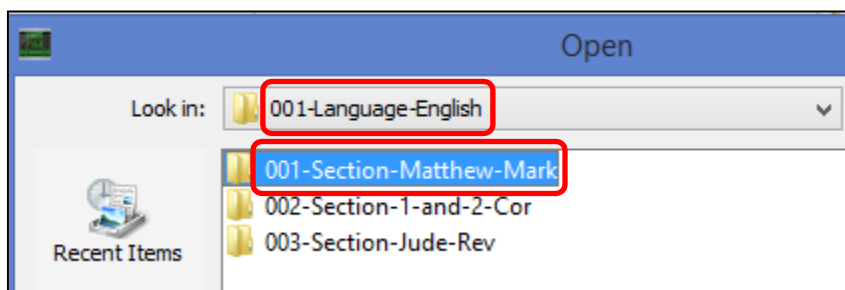 Open
Look in: 001-Language-English
001-Section-Matthew-Mark
002-Section-1-and-2-Cor
003-Section-Jude-Rev
Recent Items